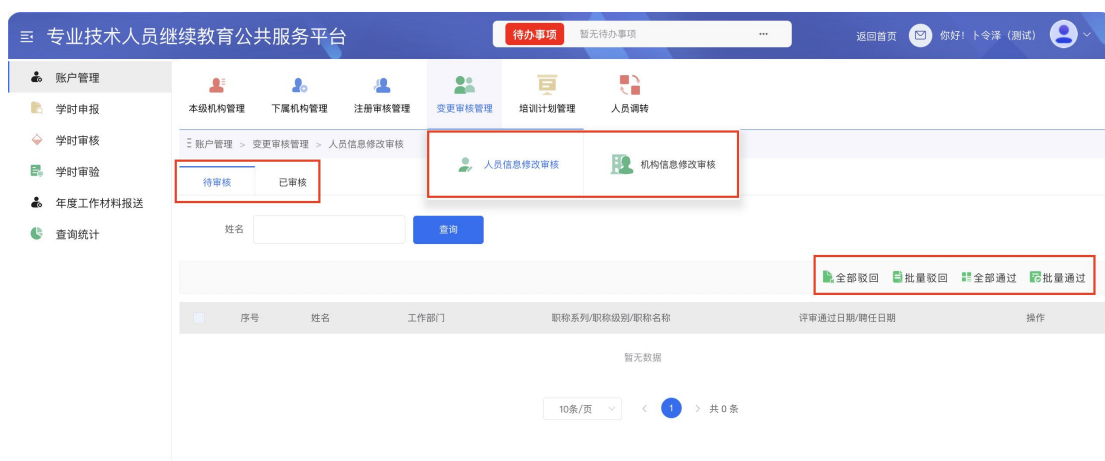 专业技术人员继续教育公共服务平台
待办事项 暂无待办事项 ...
返回首页 你好！卜令泽（测试）
账户管理
学时申报
学时审核
学时审验
年度工作材料报送
查询统计
本级机构管理 下属机构管理 注册审核管理 变更审核管理 培训计划管理 人员调转
账户管理 > 变更审核管理 > 人员信息修改审核
人员信息修改审核 机构信息修改审核
待审核 已审核
姓名 查询
全部驳回 批量驳回 全部通过 批量通过
序号 姓名 工作部门 职称系列/职称级别/职称名称 评审通过日期/聘任日期 操作
暂无数据
10条/页 < 1 > 共 0 条